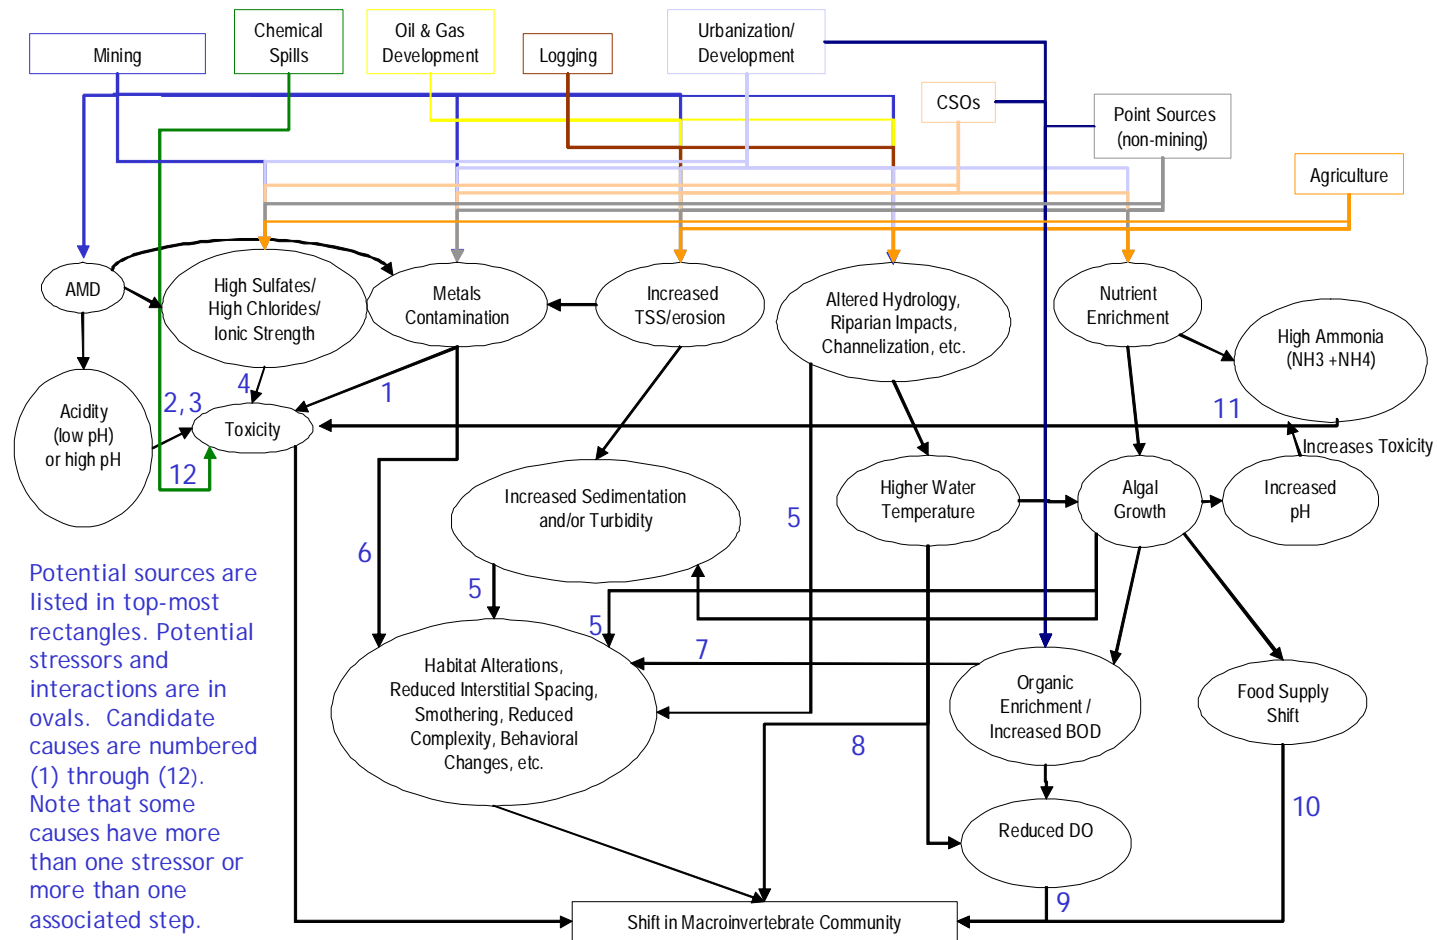 Mining
Chemical
Spills
Oil & Gas
Development
Logging
Urbanization/
Development
CSOs
Point Sources
(non-mining)
Agriculture
AMD
High Sulfates/
High Chlorides/
Ionic Strength
Metals
Contamination
Increased
TSS/erosion
Altered Hydrology,
Riparian Impacts,
Channelization, etc.
Nutrient
Enrichment
High Ammonia
(NH3 +NH4)
Acidity
(low pH)
or high pH
2, 3
4
1
Toxicity
12
11
Increases Toxicity
Increased Sedimentation
and/or Turbidity
Higher Water
Temperature
Algal
Growth
Increased
pH
5
6
5
5
7
Potential sources are
listed in top-most
rectangles. Potential
stressors and
interactions are in
ovals. Candidate
causes are numbered
(1) through (12).
Note that some
causes have more
than one stressor or
more than one
associated step.
Habitat Alterations,
Reduced Interstitial Spacing,
Smothering, Reduced
Complexity, Behavioral
Changes, etc.
Organic
Enrichment /
Increased BOD
Food Supply
Shift
8
10
Reduced DO
9
Shift in Macroinvertebrate Community